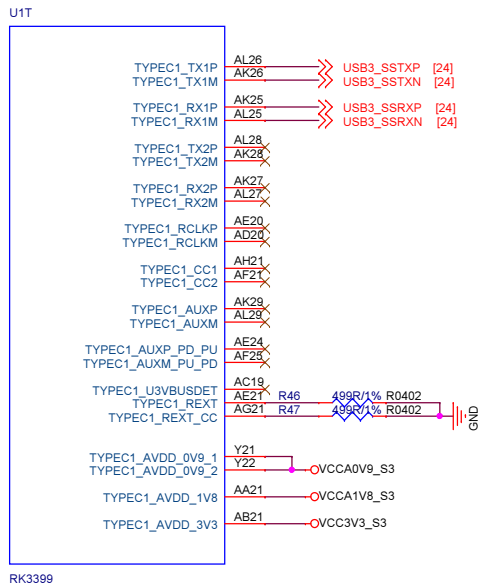 U1T
TYPEC1_TX1P AL26 USB3_SSTXP [24]
TYPEC1_TX1M AK26 USB3_SSTXN [24]
TYPEC1_RX1P AK25 USB3_SSRXP [24]
TYPEC1_RX1M AL25 USB3_SSRXN [24]
TYPEC1_TX2P AL28
TYPEC1_TX2M AK28
TYPEC1_RX2P AK27
TYPEC1_RX2M AL27
TYPEC1_RCLKP AE20
TYPEC1_RCLKM AD20
TYPEC1_CC1 AH21
TYPEC1_CC2 AF21
TYPEC1_AUXP AK29
TYPEC1_AUXM AL29
TYPEC1_AUXP_PD_PU AE24
TYPEC1_AUXM_PU_PD AF25
TYPEC1_U3VBUSDET AC19
TYPEC1_REXT AE21 R46 499R/1% R0402
TYPEC1_REXT_CC AG21 R47 499R/1% R0402
GND
TYPEC1_AVDD_0V9_1 Y21
TYPEC1_AVDD_0V9_2 Y22 VCCA0V9_S3
TYPEC1_AVDD_1V8 AA21 VCCA1V8_S3
TYPEC1_AVDD_3V3 AB21 VCC3V3_S3
RK3399